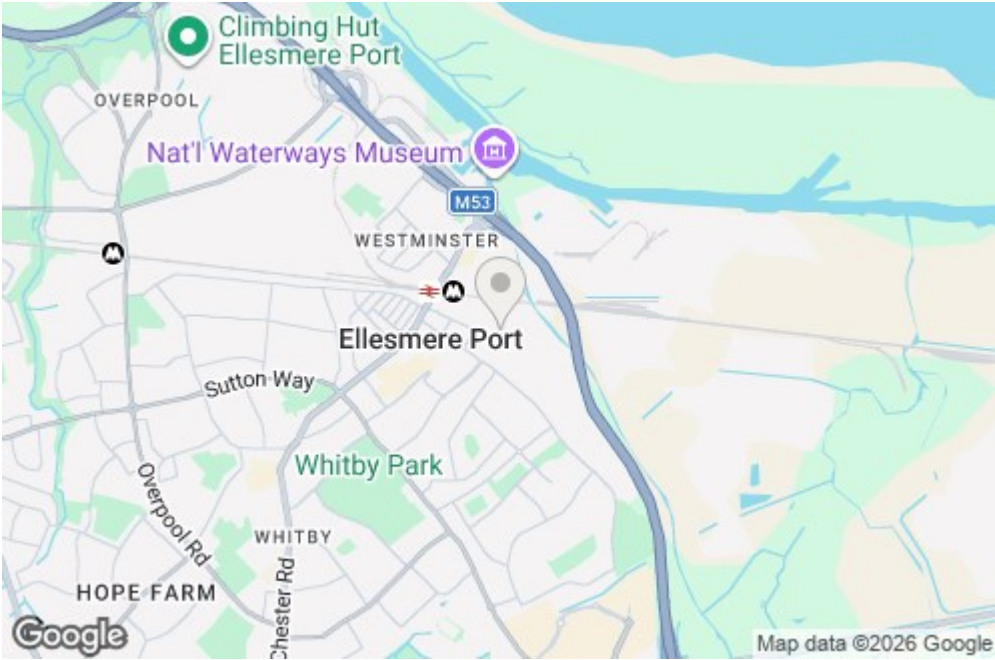 Climbing Hut
Ellesmere Port
OVERPOOL
Nat'l Waterways Museum
M53
WESTMINSTER
Ellesmere Port
Sutton Way
Whitby Park
Overpool Rd
WHITBY
HOPE FARM
Chester Rd
Google
Map data ©2026 Google